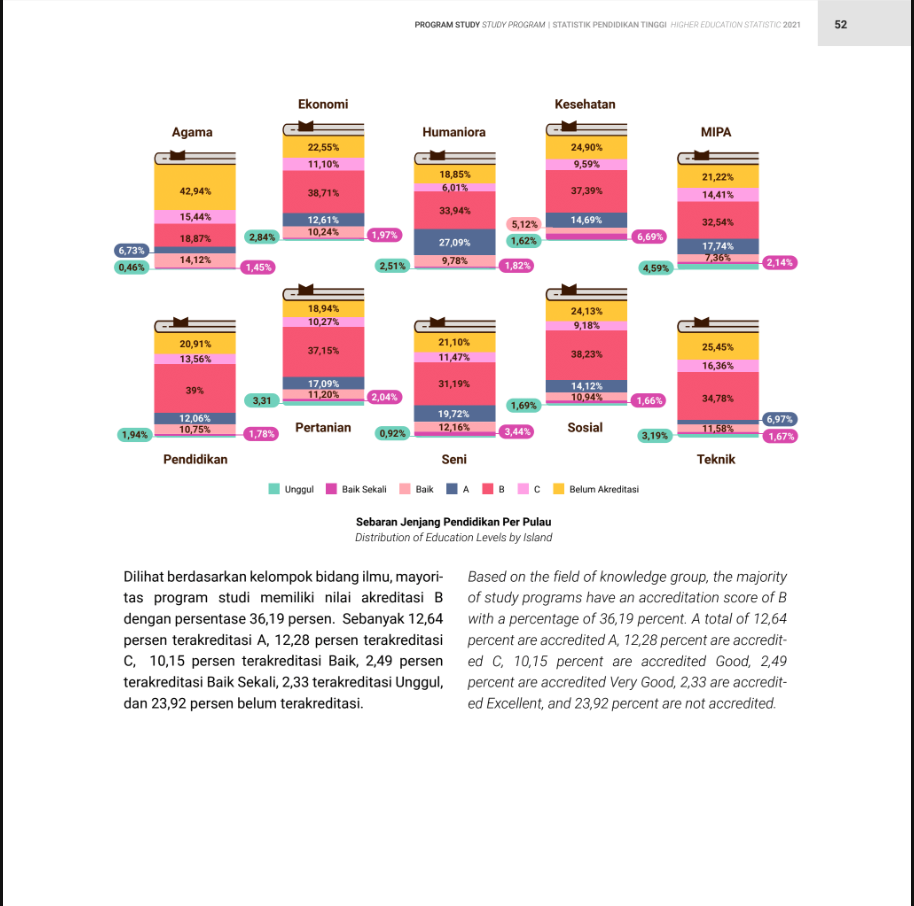 PROGRAM STUDY STUDY PROGRAM | STATISTIK PENDIDIKAN TINGGI HIGHER EDUCATION STATISTIC 2021
52
Agama
42,94%
15,44%
18,87%
6,73%
14,12%
0,46%
1,45%
Ekonomi
22,55%
11,10%
38,71%
12,61%
10,24%
2,84%
1,97%
Humaniora
18,85%
6,01%
33,94%
27,09%
9,78%
2,51%
1,82%
Kesehatan
24,90%
9,59%
37,39%
14,69%
5,12%
1,62%
6,69%
MIPA
21,22%
14,41%
32,54%
17,74%
7,36%
4,59%
2,14%
20,91%
13,56%
39%
12,06%
10,75%
1,94%
1,78%
Pendidikan
18,94%
10,27%
37,15%
17,09%
11,20%
3,31
2,04%
Pertanian
21,10%
11,47%
31,19%
19,72%
12,16%
0,92%
3,44%
Seni
24,13%
9,18%
38,23%
14,12%
10,94%
1,69%
1,66%
Sosial
25,45%
16,36%
34,78%
6,97%
11,58%
3,19%
1,67%
Teknik
Unggul Baik Sekali Baik A B C Belum Akreditasi
Sebaran Jenjang Pendidikan Per Pulau
Distribution of Education Levels by Island
Dilihat berdasarkan kelompok bidang ilmu, mayori-
tas program studi memiliki nilai akreditasi B
dengan persentase 36,19 persen. Sebanyak 12,64
persen terakreditasi A, 12,28 persen terakreditasi
C, 10,15 persen terakreditasi Baik, 2,49 persen
terakreditasi Baik Sekali, 2,33 terakreditasi Unggul,
dan 23,92 persen belum terakreditasi.
Based on the field of knowledge group, the majority
of study programs have an accreditation score of B
with a percentage of 36,19 percent. A total of 12,64
percent are accredited A, 12,28 percent are accredit-
ed C, 10,15 percent are accredited Good, 2,49
percent are accredited Very Good, 2,33 are accredit-
ed Excellent, and 23,92 percent are not accredited.